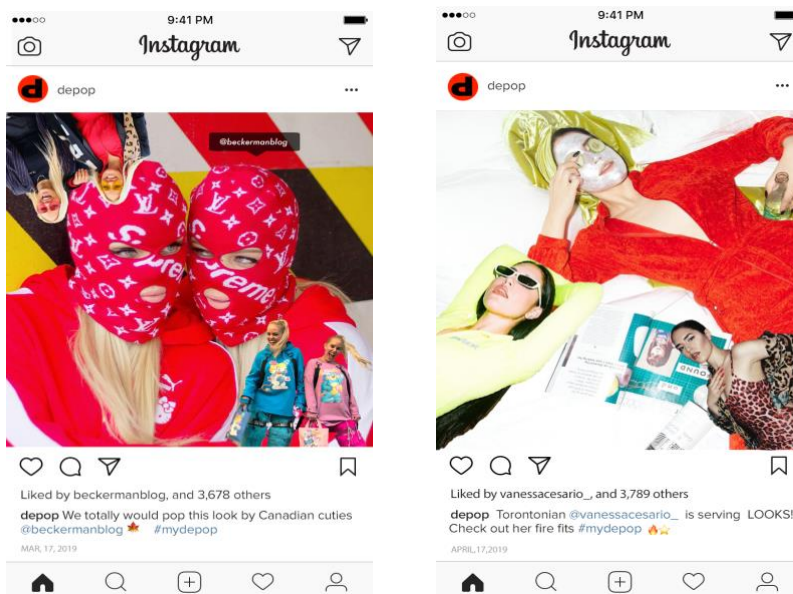 9:41 PM
Instagram
d depop
@beckermanblog
Supreme
Supreme
Liked by beckermanblog, and 3,678 others
depop We totally would pop this look by Canadian cuties
@beckermanblog 🍁 #mydepop
MAR, 17, 2019
9:41 PM
Instagram
d depop
Liked by vanessacesario_, and 3,789 others
depop Torontonian @vanessacesario_ is serving LOOKS!
Check out her fire fits #mydepop 🔥⭐
APRIL,17,2019